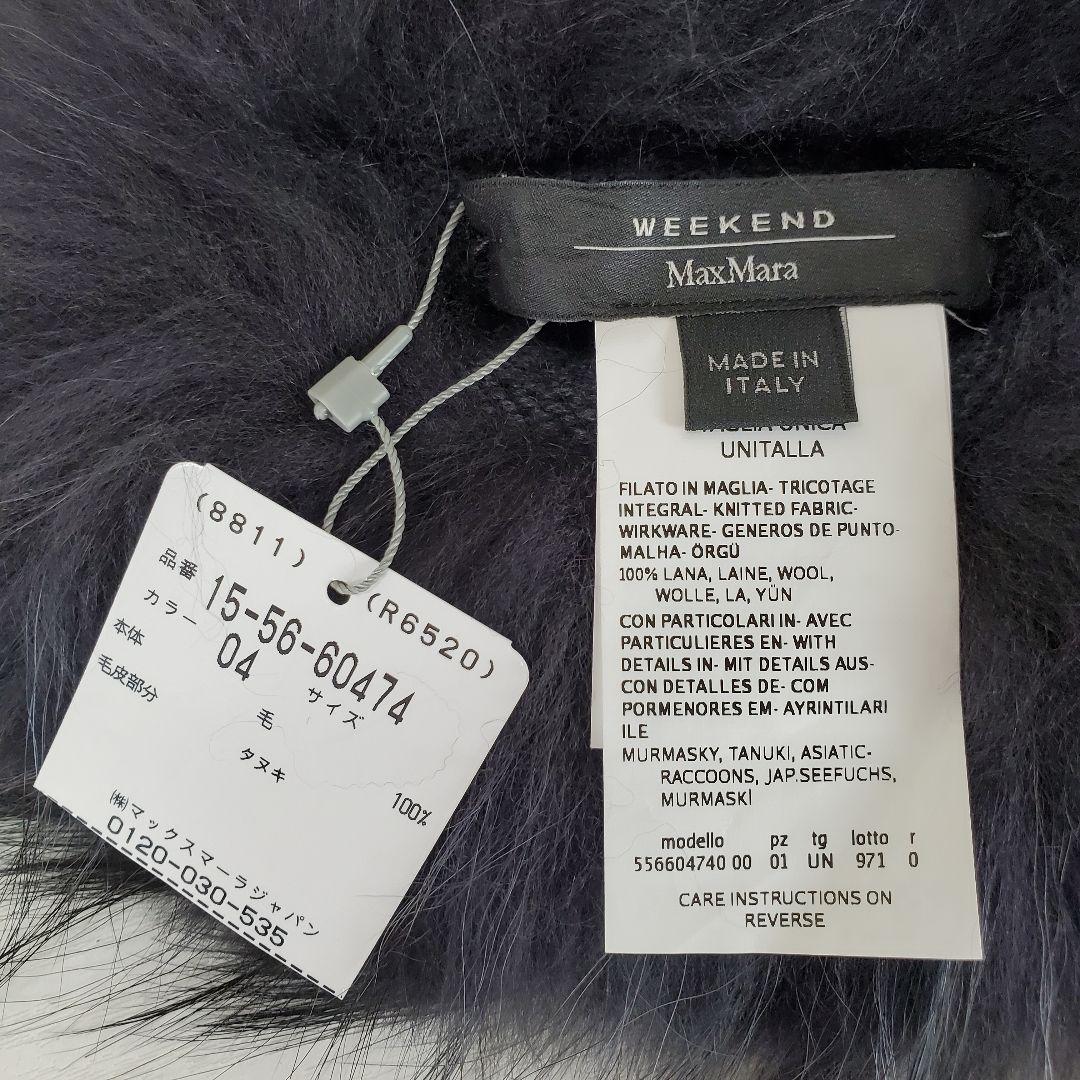 WEEKEND
MaxMara
MADE IN
ITALY
UNITALLA
FILATO IN MAGLIA- TRICOTAGE
INTEGRAL- KNITTED FABRIC-
WIRKWARE- GENEROS DE PUNTO-
MALHA- ÖRGÜ
100% LANA, LAINE, WOOL,
WOLLE, LA, YÜN
CON PARTICOLARI IN- AVEC
PARTICULIERES EN- WITH
DETAILS IN- MIT DETAILS AUS-
CON DETALLES DE- COM
PORMENORES EM- AYRINTILARI
ILE
MURMASKY, TANUKI, ASIATIC-
RACCOONS, JAP.SEEFUCHS,
MURMASKİ
modello pz tg lotto r
556604740 00 01 UN 971 0
CARE INSTRUCTIONS ON
REVERSE
(8811) (R6520)
品番 15-56-60474
カラー 04 サイズ
本体 毛
毛皮部分 タヌキ 100%
㈱マックスマーラジャパン
0120-030-535